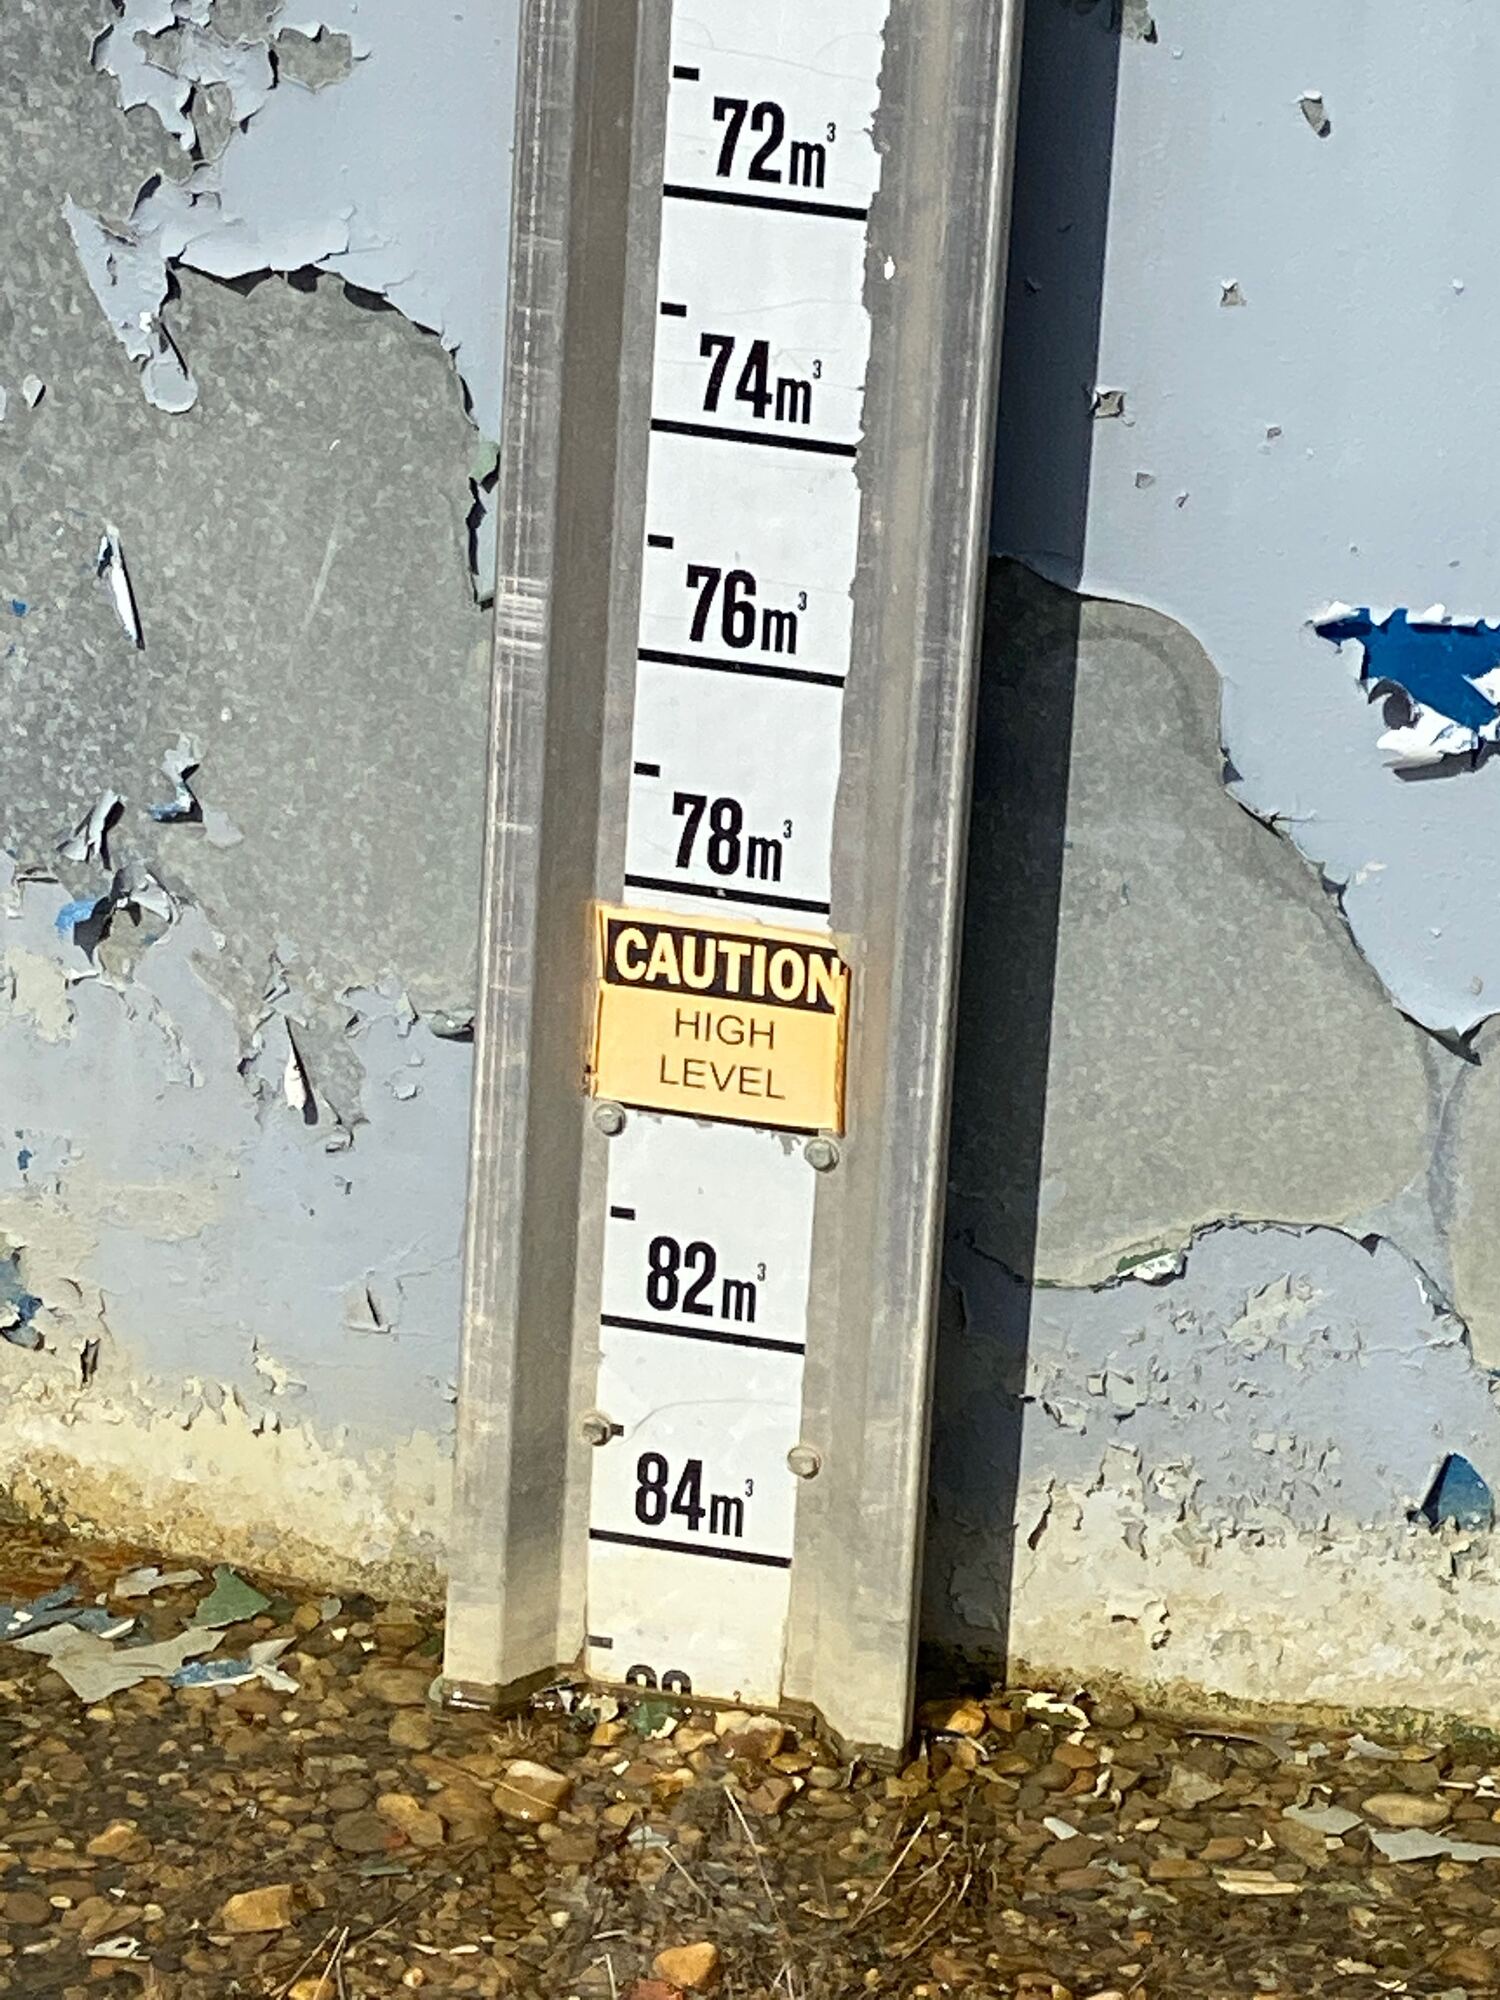 72m³
74m³
76m³
78m³
CAUTION
HIGH
LEVEL
82m³
84m³